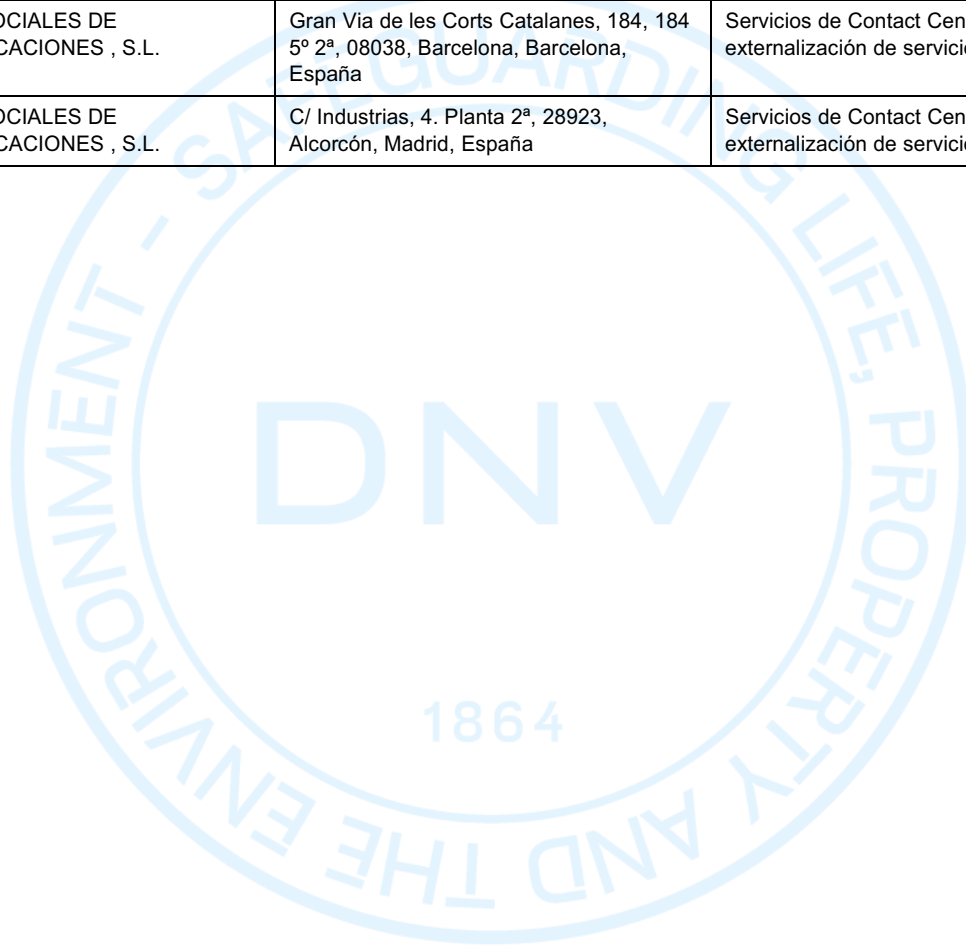 OCIALES DE
CACIONES , S.L.
Gran Via de les Corts Catalanes, 184, 184
5º 2ª, 08038, Barcelona, Barcelona,
España
Servicios de Contact Cen
externalización de servici
OCIALES DE
CACIONES , S.L.
C/ Industrias, 4. Planta 2ª, 28923,
Alcorcón, Madrid, España
Servicios de Contact Cen
externalización de servici
SAFEGUARDING LIFE, PROPERTY AND THE ENVIRONMENT -
DNV
1864